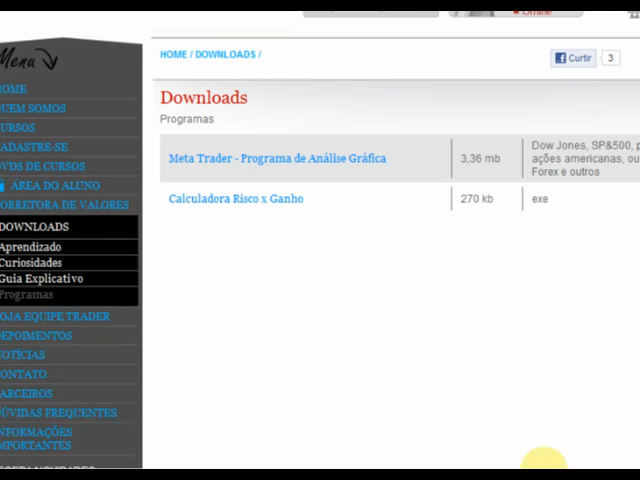 Offline
Menu
HOME / DOWNLOADS /
Curtir
3
OME
UEM SOMOS
URSOS
ADASTRE-SE
VDS DE CURSOS
ÁREA DO ALUNO
ORRETORA DE VALORES
DOWNLOADS
Aprendizado
Curiosidades
Guia Explicativo
Programas
OJA EQUIPE TRADER
EPOIMENTOS
OTÍCIAS
ONTATO
ARCEIROS
ÚVIDAS FREQUENTES
NFORMAÇÕES
MPORTANTES
Downloads
Programas
Meta Trader - Programa de Análise Gráfica
3,36 mb
Dow Jones, SP&500, p
ações americanas, ou
Forex e outros
Calculadora Risco x Ganho
270 kb
exe